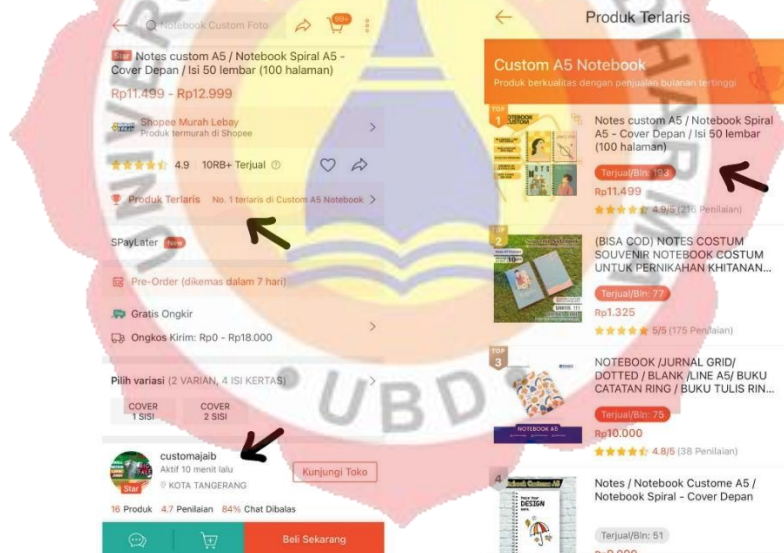 Notebook Custom Foto
99+
Star Notes custom A5 / Notebook Spiral A5 -
Cover Depan / Isi 50 lembar (100 halaman)
Rp11.499 - Rp12.999
Shopee Murah Lebay
Produk termurah di Shopee
4.9 10RB+ Terjual
Produk Terlaris No. 1 terlaris di Custom A5 Notebook
SPayLater New
Pre-Order (dikemas dalam 7 hari)
Gratis Ongkir
Ongkos Kirim: Rp0 - Rp18.000
Pilih variasi (2 VARIAN, 4 ISI KERTAS)
COVER
1 SISI
COVER
2 SISI
customajaib
Aktif 10 menit lalu
KOTA TANGERANG
Star
Kunjungi Toko
16 Produk 4.7 Penilaian 84% Chat Dibalas
Beli Sekarang
Produk Terlaris
Custom A5 Notebook
Produk berkualitas dengan penjualan bulanan tertinggi
TOP
1
Notes custom A5 / Notebook Spiral
A5 - Cover Depan / Isi 50 lembar
(100 halaman)
Terjual/Bln: 193
Rp11.499
4.9/5 (216 Penilaian)
TOP
2
(BISA COD) NOTES COSTUM
SOUVENIR NOTEBOOK COSTUM
UNTUK PERNIKAHAN KHITANAN...
Terjual/Bln: 77
Rp1.325
5/5 (175 Penilaian)
TOP
3
NOTEBOOK A5
NOTEBOOK /JURNAL GRID/
DOTTED / BLANK /LINE A5/ BUKU
CATATAN RING / BUKU TULIS RIN...
Terjual/Bln: 75
Rp10.000
4.8/5 (38 Penilaian)
4
DESIGN
Notes / Notebook Custome A5 /
Notebook Spiral - Cover Depan
Terjual/Bln: 51
UBD